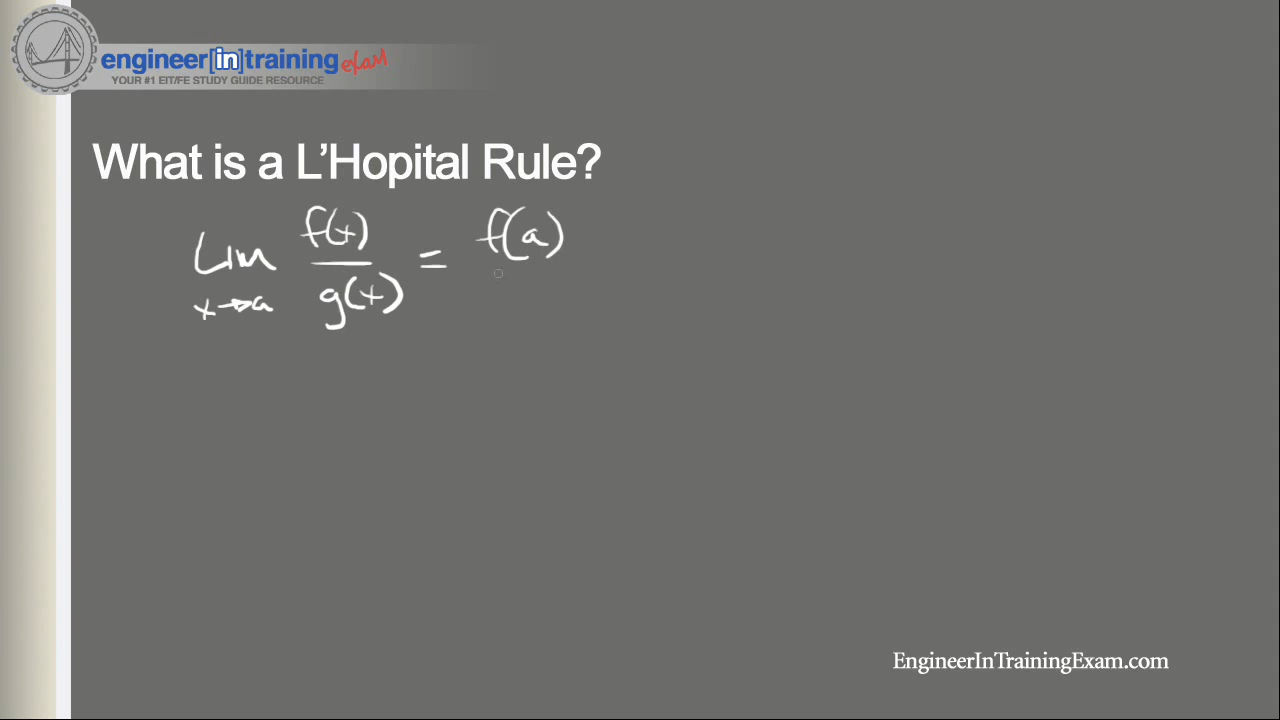 engineer[in]training exam
YOUR #1 EIT/FE STUDY GUIDE RESOURCE
What is a L’Hopital Rule?
Lim x→a f(x)/g(x) = f(a)
EngineerInTrainingExam.com